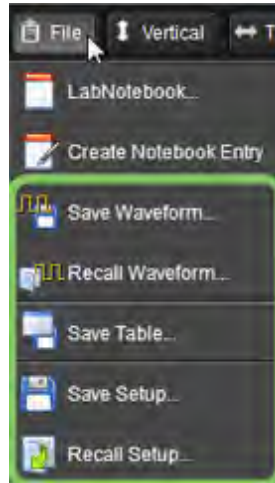 File Vertical T
LabNotebook...
Create Notebook Entry
Save Waveform...
Recall Waveform...
Save Table...
Save Setup...
Recall Setup...